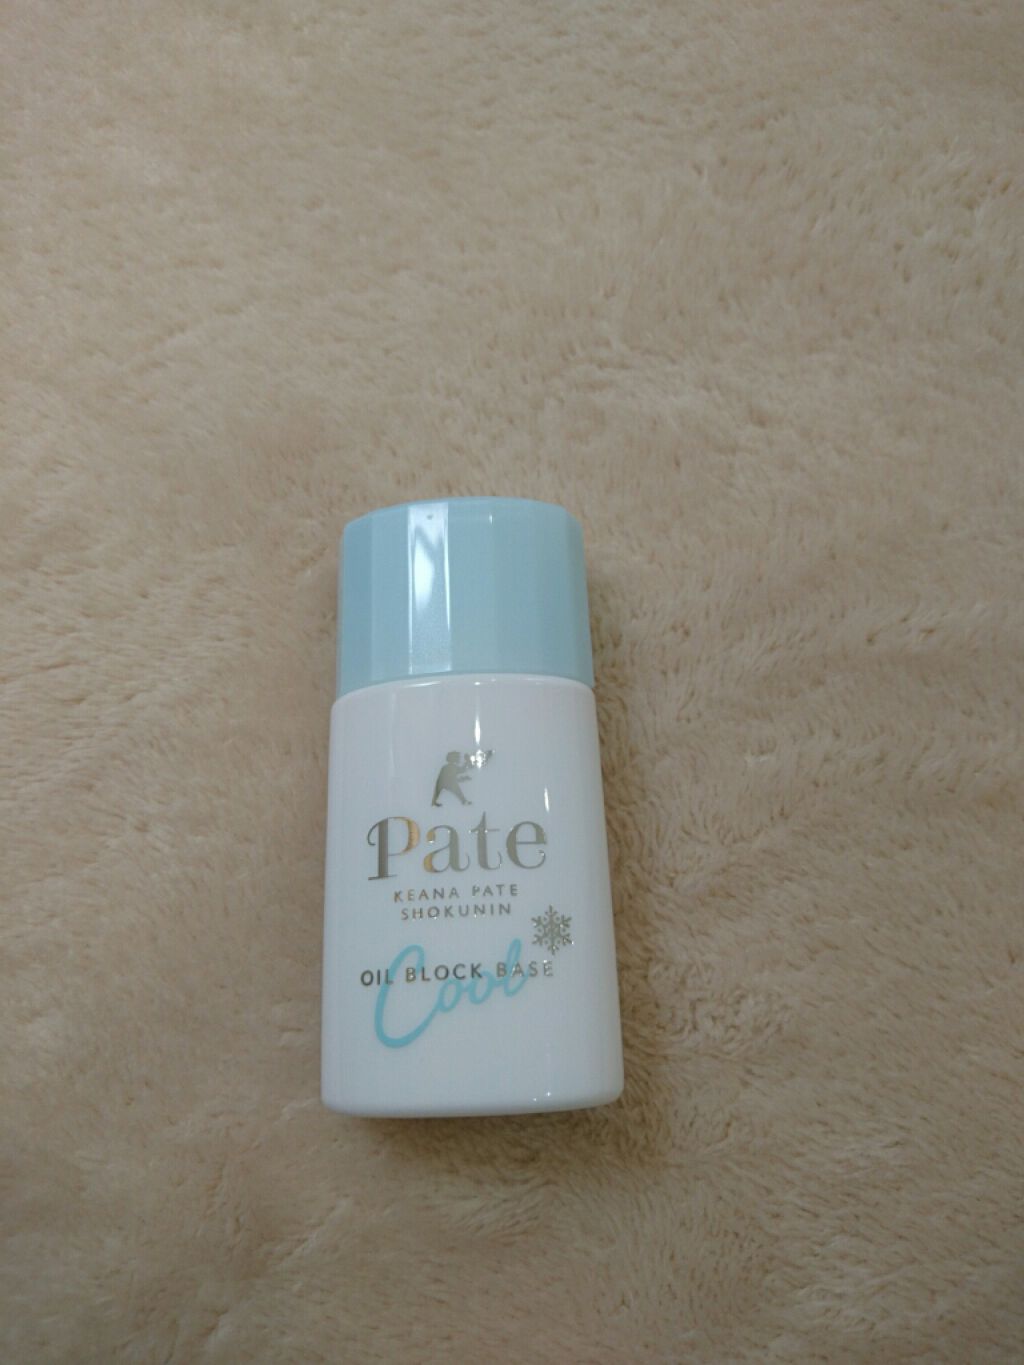 Pate
KEANA PATE
SHOKUNIN
OIL BLOCK BASE
Cool